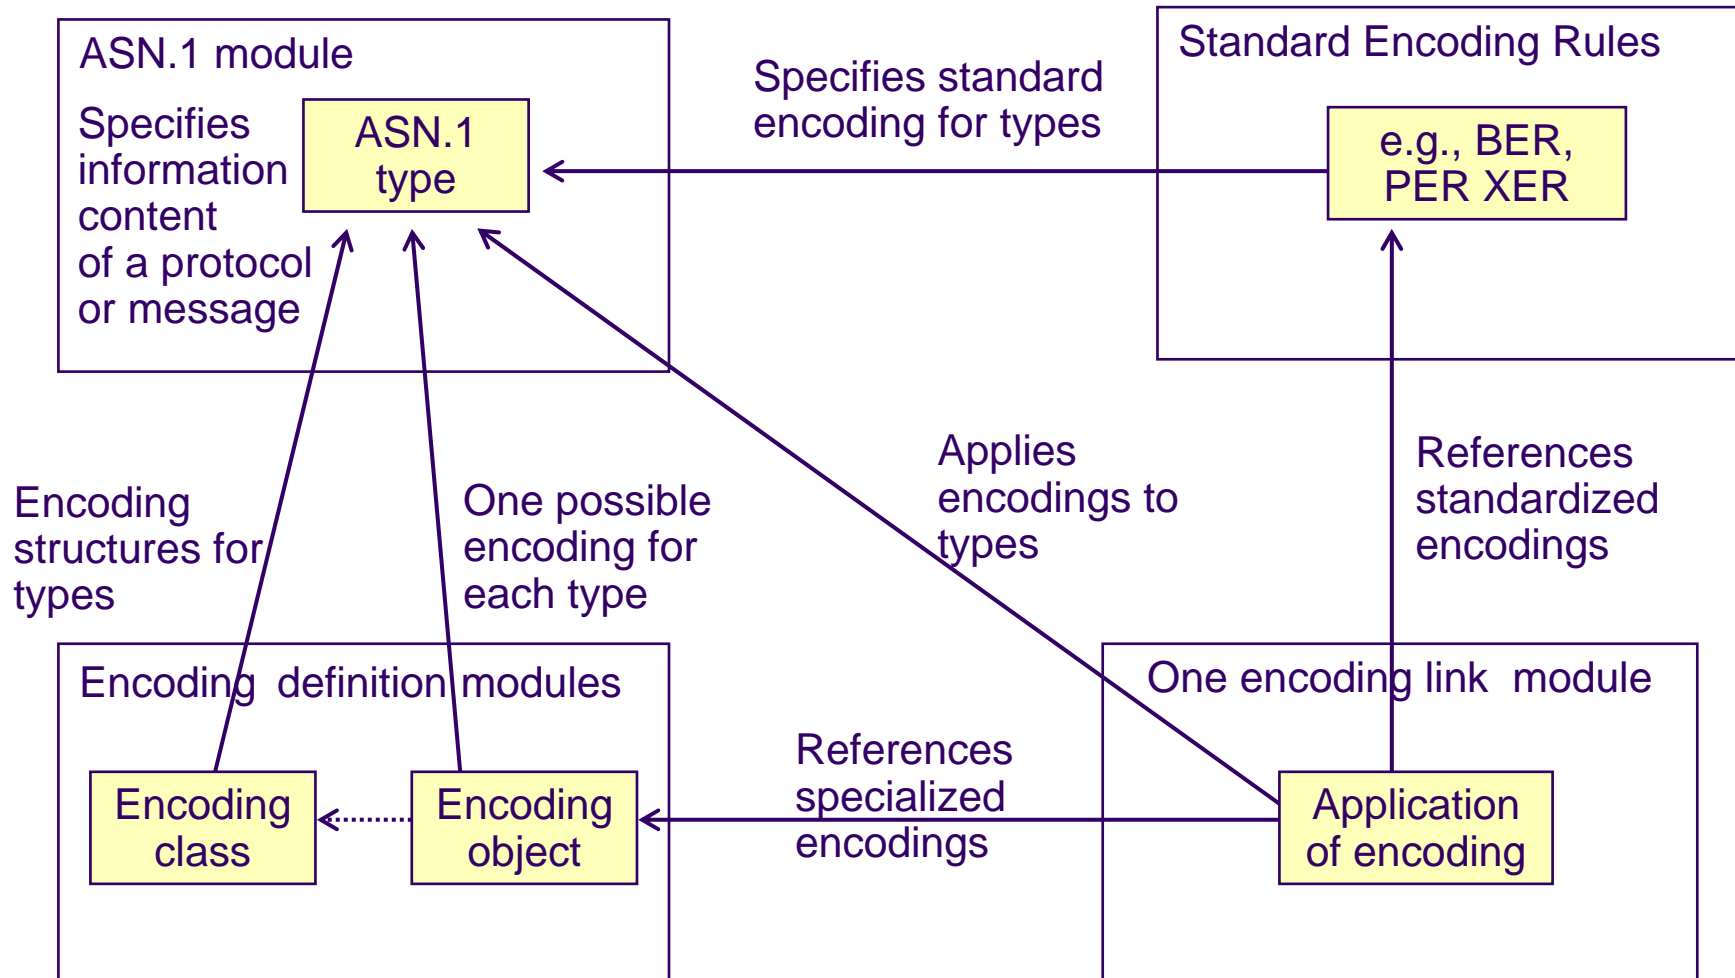 ASN.1 module
Specifies
information
content
of a protocol
or message
ASN.1
type
Specifies standard
encoding for types
Standard Encoding Rules
e.g., BER,
PER XER
Encoding
structures for
types
One possible
encoding for
each type
Applies
encodings to
types
References
standardized
encodings
Encoding definition modules
Encoding
class
Encoding
object
References
specialized
encodings
One encoding link module
Application
of encoding